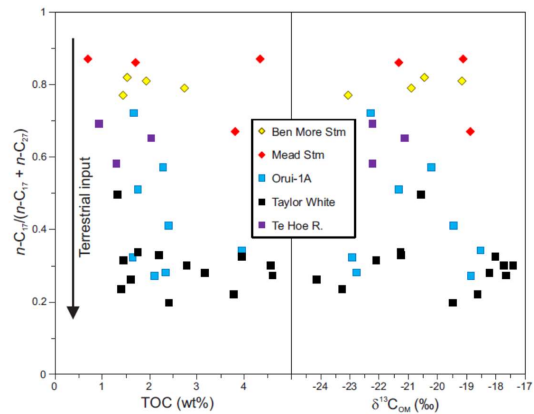 1
0.8
0.6
0.4
0.2
0
n-C17/(n-C17 + n-C27)
Terrestrial input
Ben More Stm
Mead Stm
Orui-1A
Taylor White
Te Hoe R.
0 1 2 3 4 5 -24 -23 -22 -21 -20 -19 -18 -17
TOC (wt%) δ13COM (‰)